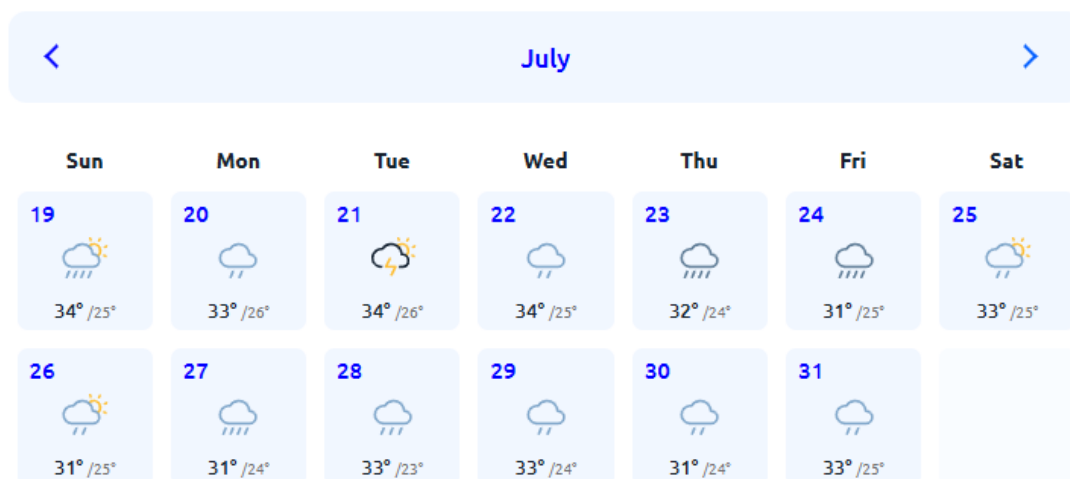 July
Sun Mon Tue Wed Thu Fri Sat
19 20 21 22 23 24 25
34° /25° 33° /26° 34° /26° 34° /25° 32° /24° 31° /25° 33° /25°
26 27 28 29 30 31
31° /25° 31° /24° 33° /23° 33° /24° 31° /24° 33° /25°